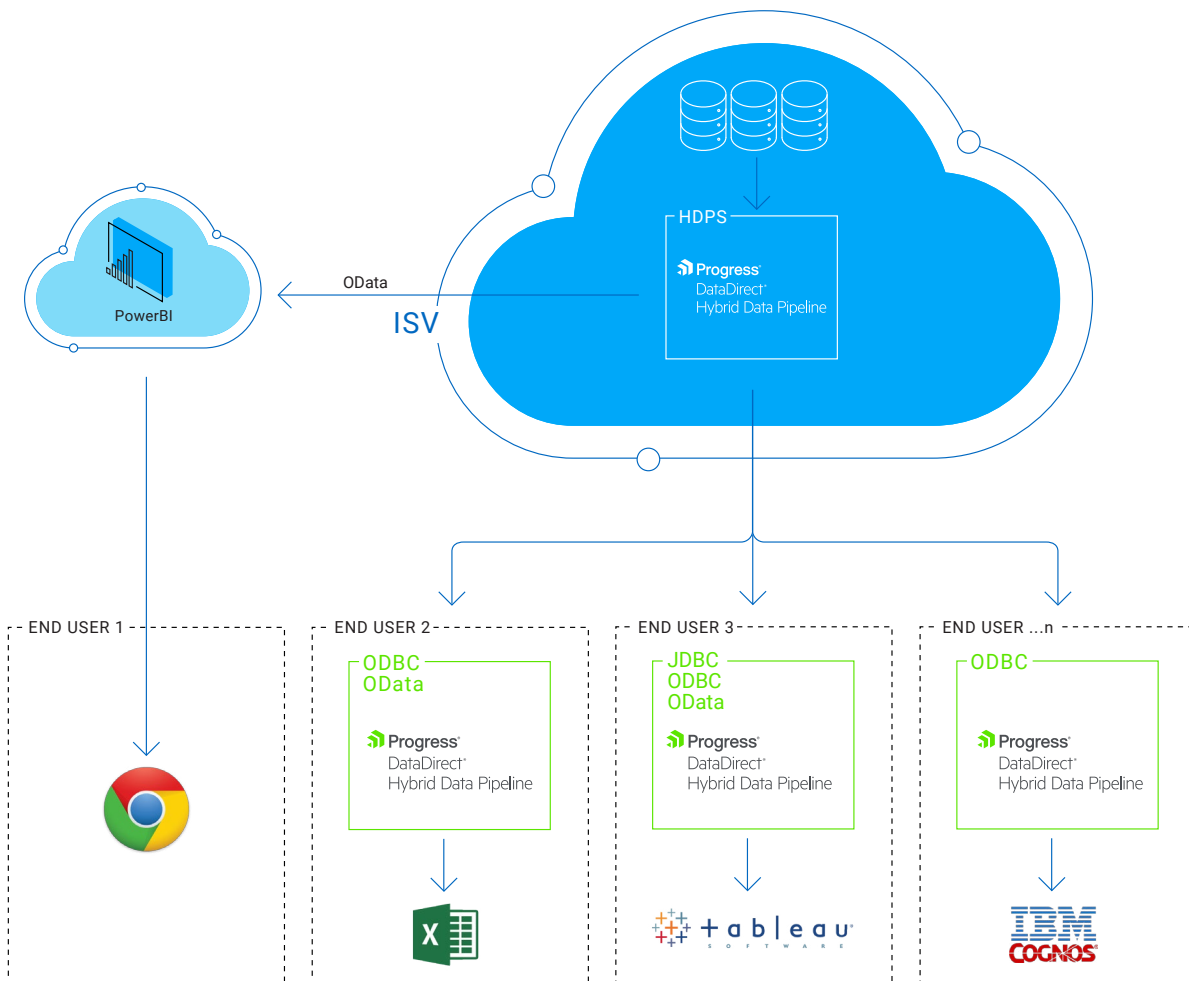 HDPS
Progress®
DataDirect®
Hybrid Data Pipeline
OData
ISV
PowerBI
END USER 1
END USER 2
ODBC
OData
Progress®
DataDirect®
Hybrid Data Pipeline
X
END USER 3
JDBC
ODBC
OData
Progress®
DataDirect®
Hybrid Data Pipeline
+ableau®
SOFTWARE
END USER ...n
ODBC
Progress®
DataDirect®
Hybrid Data Pipeline
IBM
COGNOS®